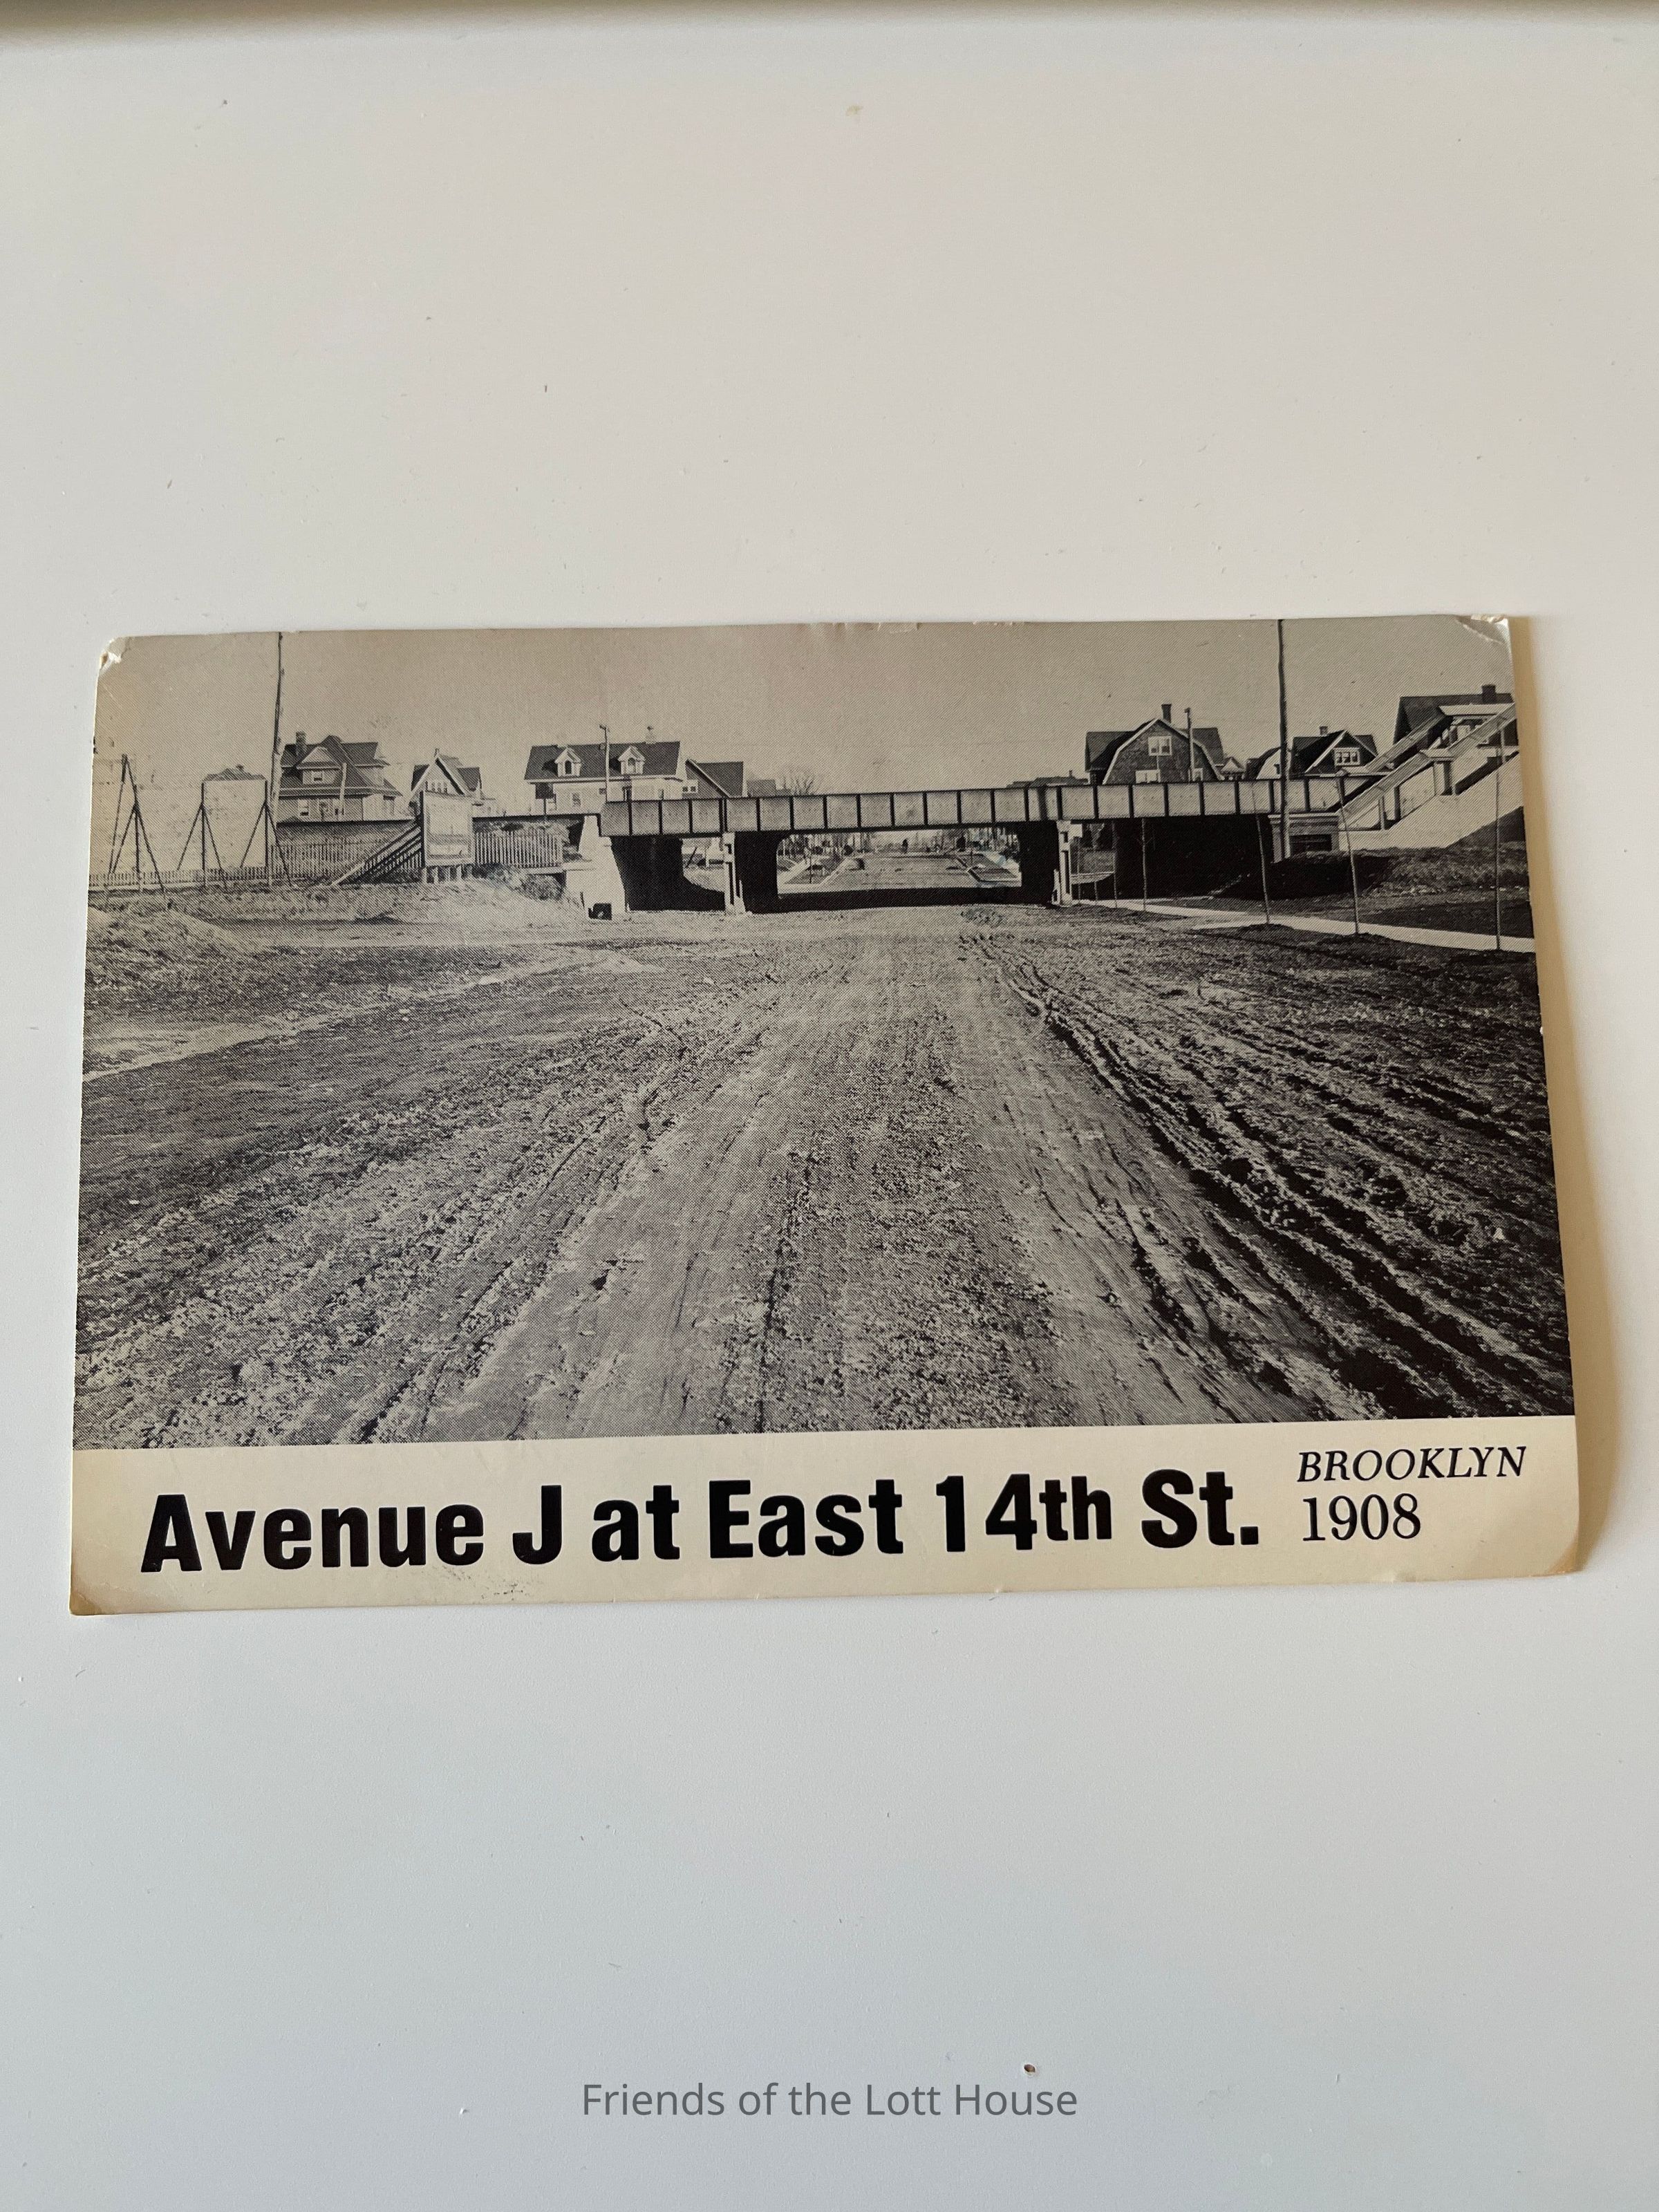 Avenue J at East 14th St. BROOKLYN
1908
Friends of the Lott House